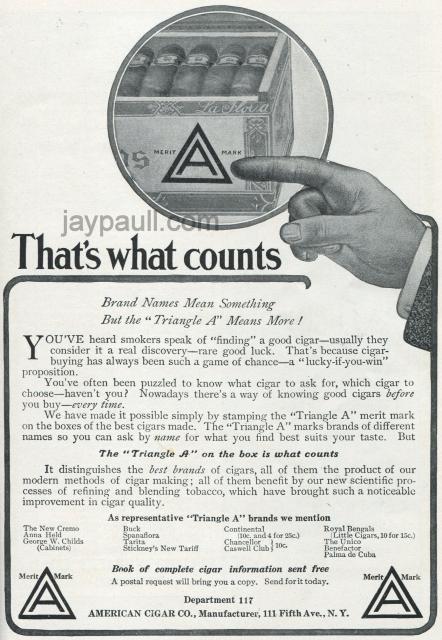 La Flor a
MERIT MARK
A
os
jaypaull.com
That's what counts
Brand Names Mean Something
But the "Triangle A" Means More!
YOU'VE heard smokers speak of "finding" a good cigar—usually they
consider it a real discovery—rare good luck. That's because cigar-
buying has always been such a game of chance—a "lucky-if-you-win"
proposition.
You've often been puzzled to know what cigar to ask for, which cigar to
choose—haven't you? Nowadays there's a way of knowing good cigars before
you buy—every time.
We have made it possible simply by stamping the "Triangle A" merit mark
on the boxes of the best cigars made. The "Triangle A" marks brands of different
names so you can ask by name for what you find best suits your taste. But
The "Triangle A" on the box is what counts
It distinguishes the best brands of cigars, all of them the product of our
modern methods of cigar making; all of them benefit by our new scientific pro-
cesses of refining and blending tobacco, which have brought such a noticeable
improvement in cigar quality.
As representative "Triangle A" brands we mention
The New Cremo Buck Continental Royal Bengals
Anna Held Spanaflora (10c. and 4 for 25c.) (Little Cigars, 10 for 15c.)
George W. Childs Tarita Chancellor } 10c. The Unico
(Cabinets) Stickney's New Tariff Caswell Club Benefactor
Palma de Cuba
Book of complete cigar information sent free
Merit Mark A postal request will bring you a copy. Send for it today. Merit Mark
A A
Department 117
AMERICAN CIGAR CO., Manufacturer, 111 Fifth Ave., N. Y.